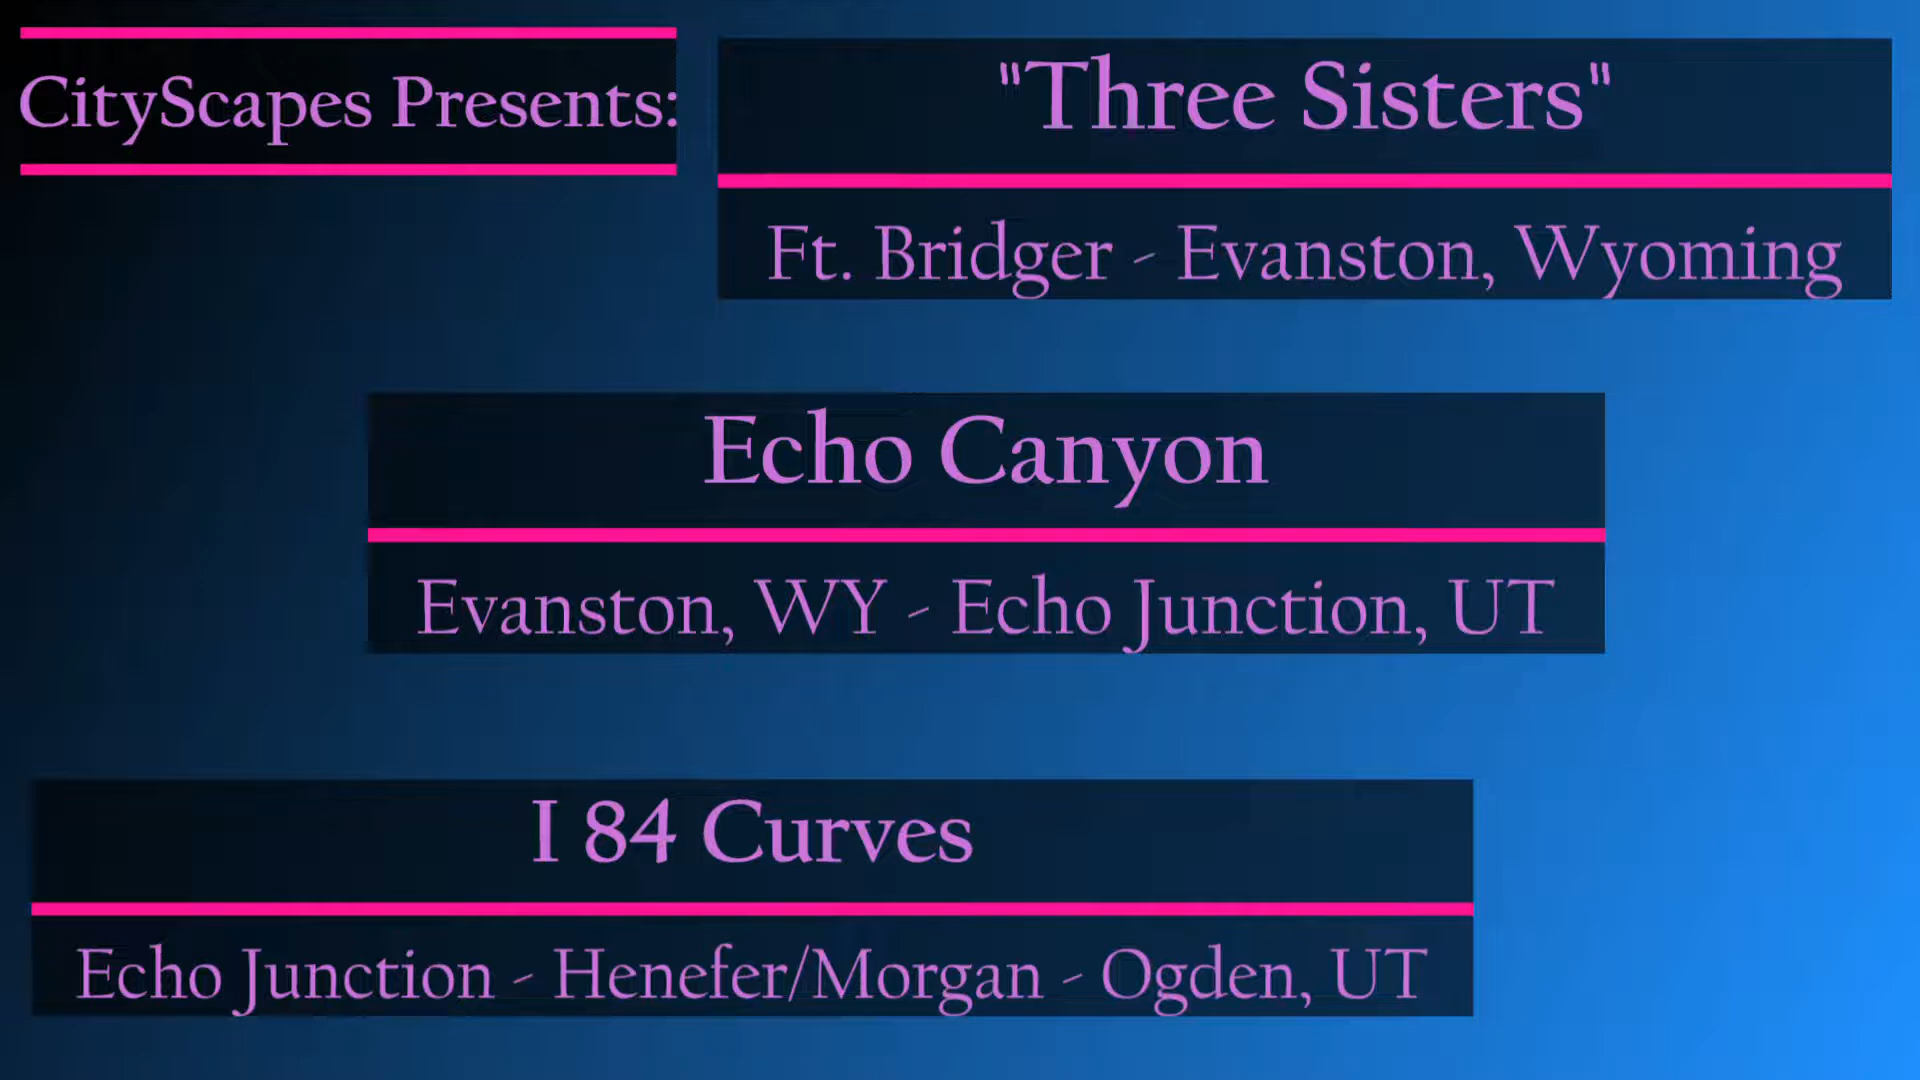 CityScapes Presents:
"Three Sisters"
Ft. Bridger - Evanston, Wyoming
Echo Canyon
Evanston, WY - Echo Junction, UT
I 84 Curves
Echo Junction - Henefer/Morgan - Ogden, UT